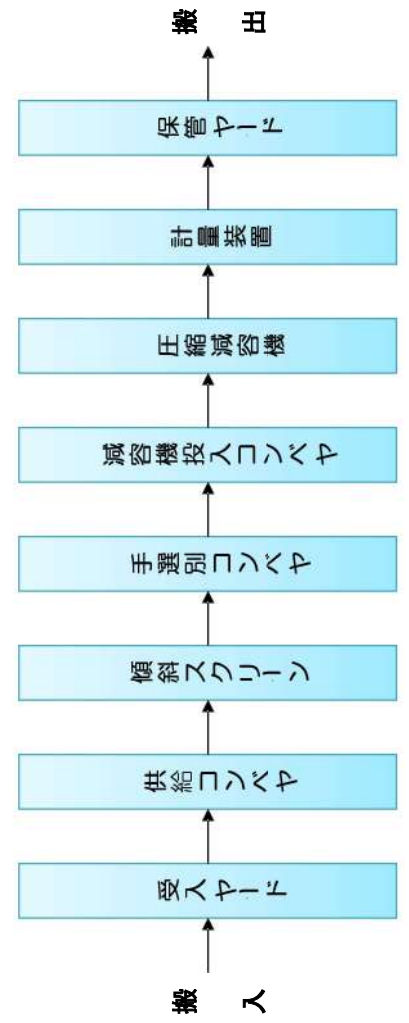 搬入
受入ヤード
供給コンベヤ
傾斜スクリーン
手選別コンベヤ
減容機投入コンベヤ
圧縮減容機
計量装置
保管ヤード
搬出